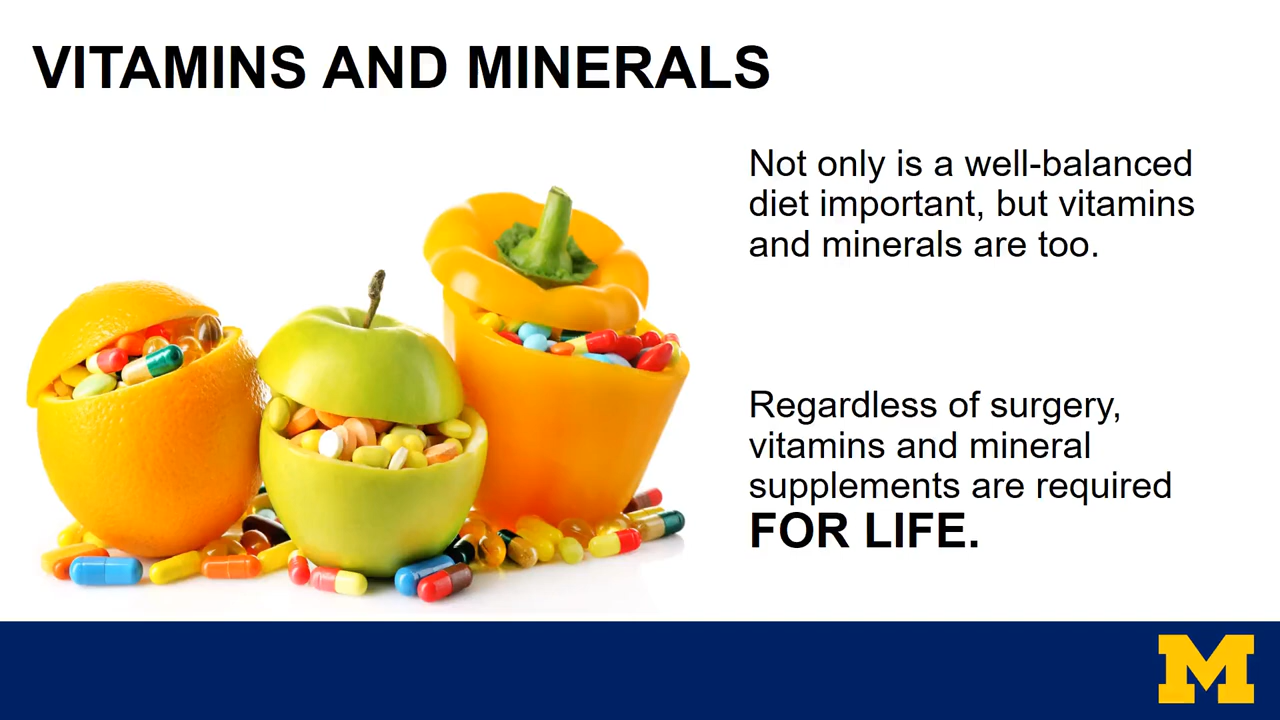 VITAMINS AND MINERALS
Not only is a well-balanced
diet important, but vitamins
and minerals are too.
Regardless of surgery,
vitamins and mineral
supplements are required
FOR LIFE.
M